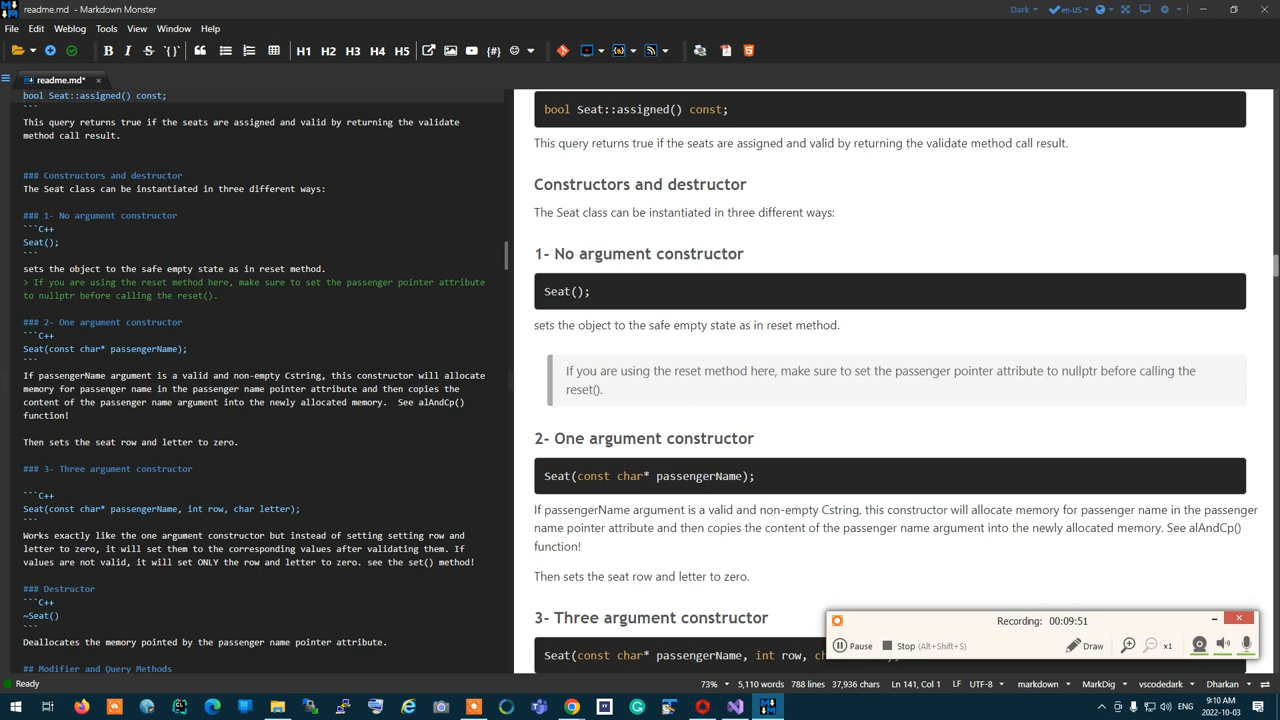 readme.md* - Markdown Monster
Dark
en-US
File Edit Weblog Tools View Window Help
B I S `{} “ H1 H2 H3 H4 H5 {#}
readme.md* ×
bool Seat::assigned() const;
```
This query returns true if the seats are assigned and valid by returning the validate
method call result.
### Constructors and destructor
The Seat class can be instantiated in three different ways:
### 1- No argument constructor
```C++
Seat();
```
sets the object to the safe empty state as in reset method.
> If you are using the reset method here, make sure to set the passenger pointer attribute
to nullptr before calling the reset().
### 2- One argument constructor
```C++
Seat(const char* passengerName);
```
If passengerName argument is a valid and non-empty Cstring, this constructor will allocate
memory for passenger name in the passenger name pointer attribute and then copies the
content of the passenger name argument into the newly allocated memory.  See alAndCp()
function!
Then sets the seat row and letter to zero.
### 3- Three argument constructor
```C++
Seat(const char* passengerName, int row, char letter);
```
Works exactly like the one argument constructor but instead of setting setting row and
letter to zero, it will set them to the corresponding values after validating them. If
values are not valid, it will set ONLY the row and letter to zero. see the set() method!
### Destructor
```C++
~Seat()
```
Deallocates the memory pointed by the passenger name pointer attribute.
## Modifier and Query Methods
bool Seat::assigned() const;
This query returns true if the seats are assigned and valid by returning the validate method call result.
Constructors and destructor
The Seat class can be instantiated in three different ways:
1- No argument constructor
Seat();
sets the object to the safe empty state as in reset method.
If you are using the reset method here, make sure to set the passenger pointer attribute to nullptr before calling the
reset().
2- One argument constructor
Seat(const char* passengerName);
If passengerName argument is a valid and non-empty Cstring, this constructor will allocate memory for passenger name in the passenger
name pointer attribute and then copies the content of the passenger name argument into the newly allocated memory. See alAndCp()
function!
Then sets the seat row and letter to zero.
3- Three argument constructor
Seat(const char* passengerName, int row, ch
Recording: 00:09:51
Pause Stop (Alt+Shift+S) Draw x1
Ready 73% 5,110 words 788 lines 37,936 chars Ln 141, Col 1 LF UTF-8 markdown MarkDig vscodedark Dharkan
ENG 9:10 AM
2022-10-03